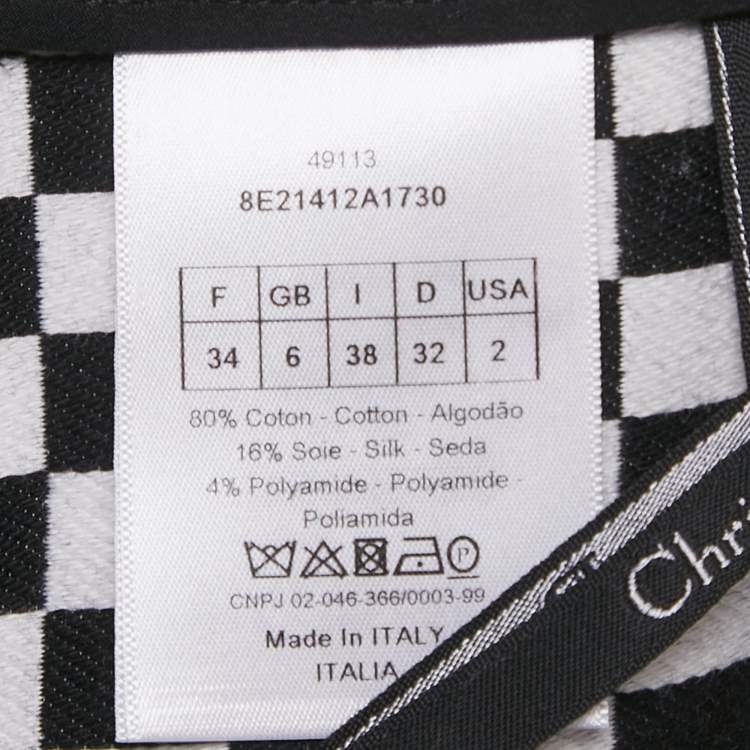 49113
8E21412A1730
F GB I D USA
34 6 38 32 2
80% Coton - Cotton - Algodão
16% Soie - Silk - Seda
4% Polyamide - Polyamide -
Poliamida
P
CNPJ 02-046-366/0003-99
Made In ITALY
ITALIA
Chri